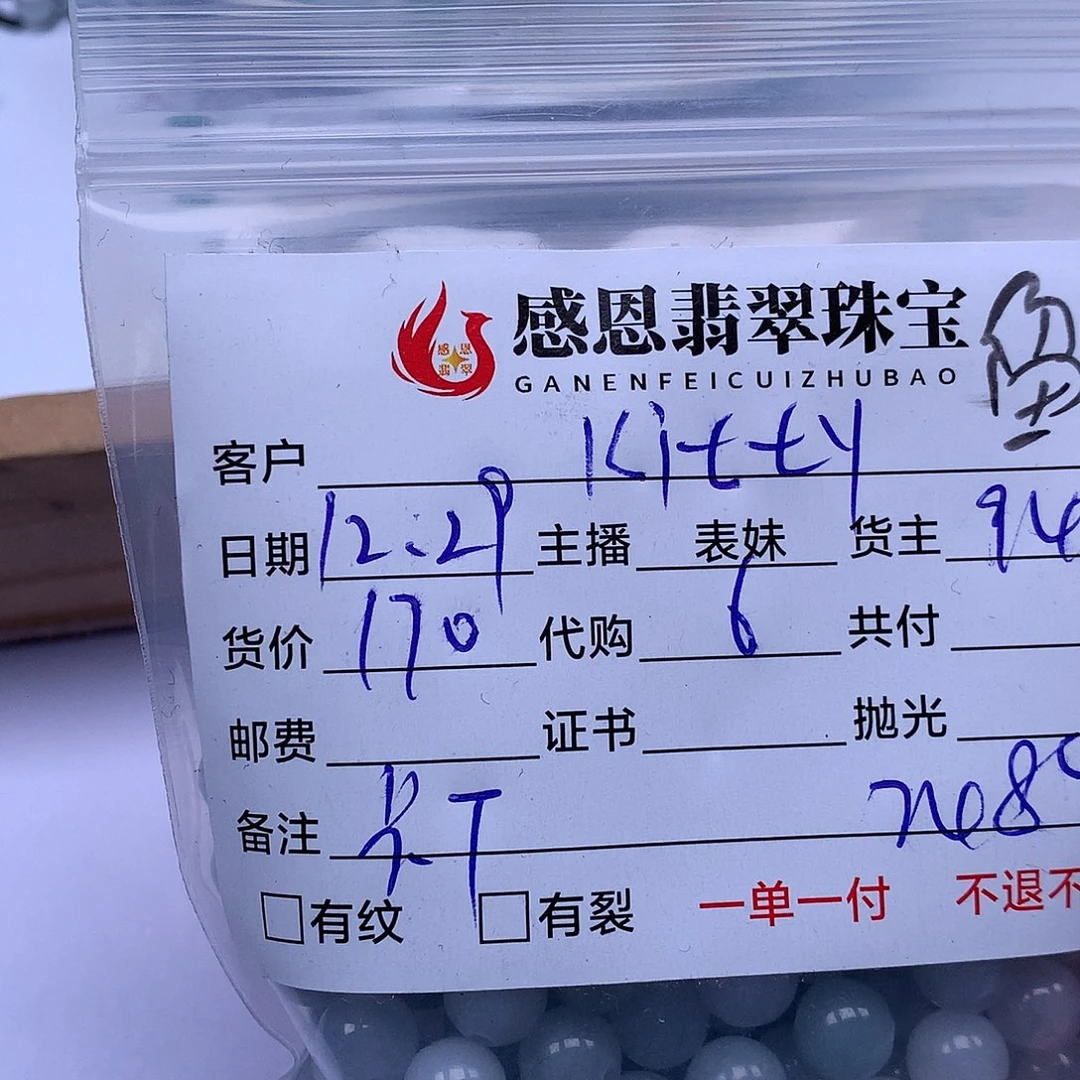 感恩翡翠珠宝
GANENFEICUIZHUBAO
客户 Kitty
日期 12.29 主播 表妹 货主
货价 170 代购 6 共付
邮费 证书 抛光
备注
有纹 有裂 一单一付 不退不